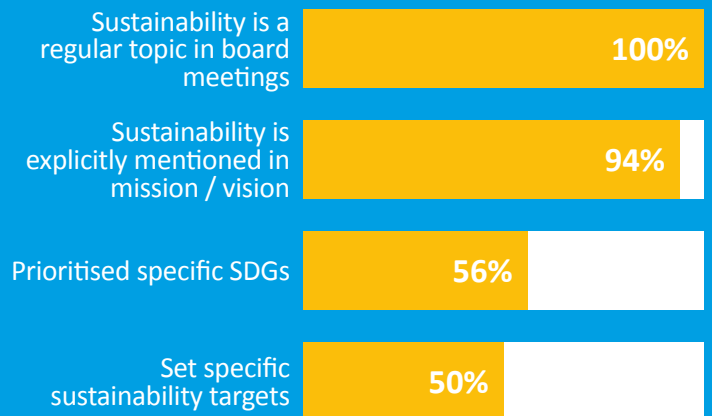 Sustainability is a
regular topic in board
meetings
100%
Sustainability is
explicitly mentioned in
mission / vision
94%
Prioritised specific SDGs
56%
Set specific
sustainability targets
50%